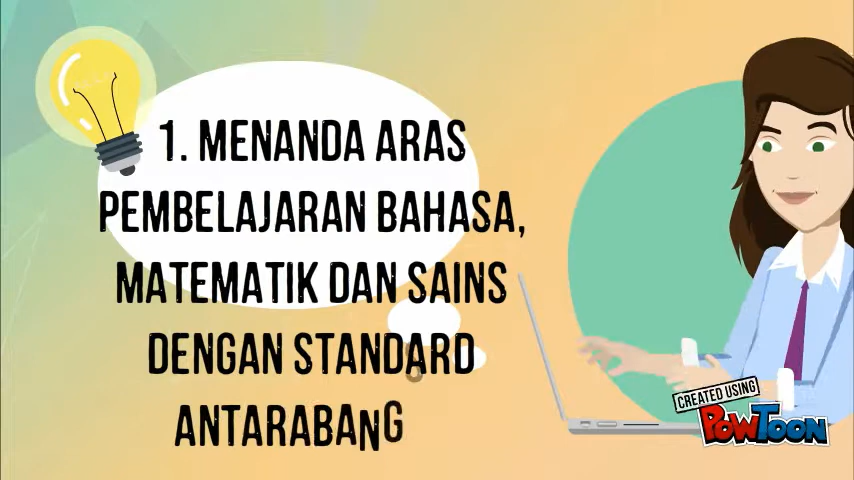 1. MENANDA ARAS
PEMBELAJARAN BAHASA,
MATEMATIK DAN SAINS
DENGAN STANDARD
ANTARABANG
CREATED USING
POWTOON